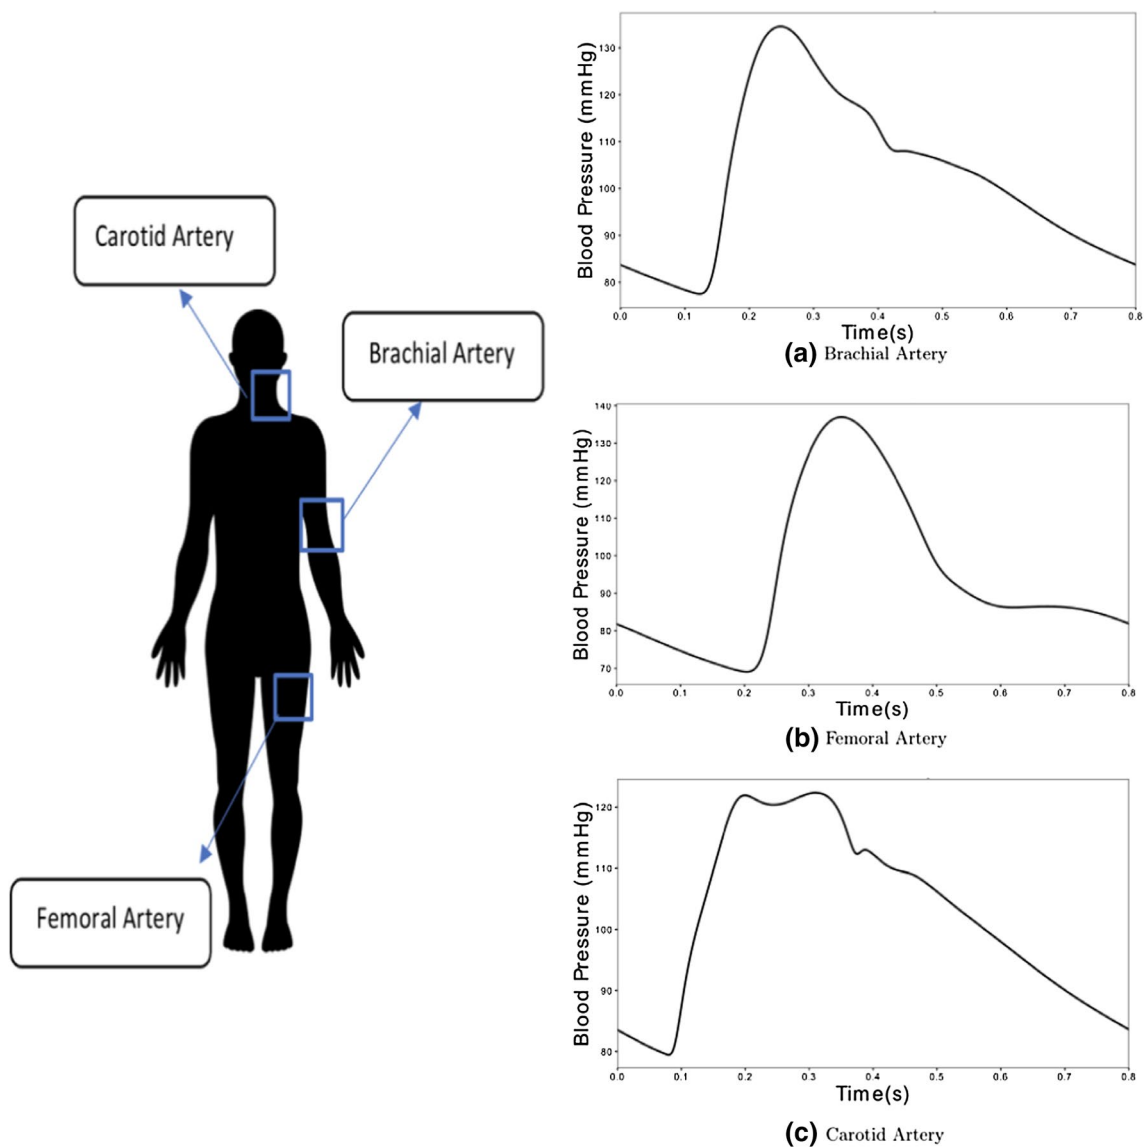 Carotid Artery
Brachial Artery
Femoral Artery
Blood Pressure (mmHg)
130
120
110
100
90
80
0.0 0.1 0.2 0.3 0.4 0.5 0.6 0.7 0.8
Time(s)
(a) Brachial Artery
Blood Pressure (mmHg)
140
130
120
110
100
90
80
70
0.0 0.1 0.2 0.3 0.4 0.5 0.6 0.7 0.8
Time(s)
(b) Femoral Artery
Blood Pressure (mmHg)
120
110
100
90
80
0.0 0.1 0.2 0.3 0.4 0.5 0.6 0.7 0.8
Time(s)
(c) Carotid Artery